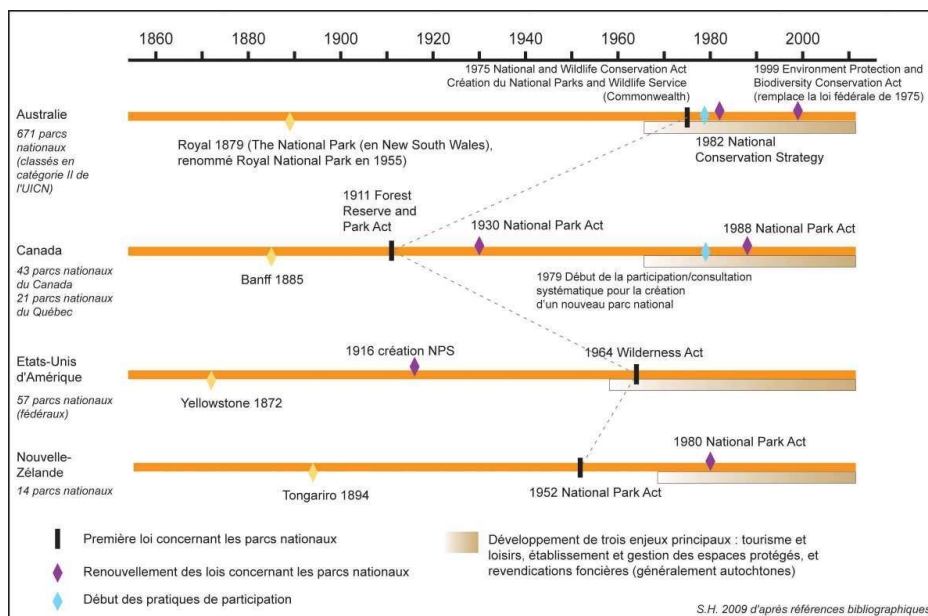 1860 1880 1900 1920 1940 1960 1980 2000
1975 National and Wildlife Conservation Act
Création du National Parks and Wildlife Service
(Commonwealth)
1999 Environment Protection and
Biodiversity Conservation Act
(remplace la loi fédérale de 1975)
Australie
671 parcs
nationaux
(classés en
catégorie II de
l'UICN)
Royal 1879 (The National Park (en New South Wales),
renommé Royal National Park en 1955)
1982 National
Conservation Strategy
1911 Forest
Reserve and
Park Act
1930 National Park Act
1988 National Park Act
Canada
43 parcs nationaux
du Canada
21 parcs nationaux
du Québec
Banff 1885
1979 Début de la participation/consultation
systématique pour la création
d'un nouveau parc national
1916 création NPS
1964 Wilderness Act
Etats-Unis
d'Amérique
57 parcs nationaux
(fédéraux)
Yellowstone 1872
1980 National Park Act
Nouvelle-
Zélande
14 parcs nationaux
Tongariro 1894
1952 National Park Act
Première loi concernant les parcs nationaux
Renouvellement des lois concernant les parcs nationaux
Début des pratiques de participation
Développement de trois enjeux principaux : tourisme et
loisirs, établissement et gestion des espaces protégés, et
revendications foncières (généralement autochtones)
S.H. 2009 d'après références bibliographiques